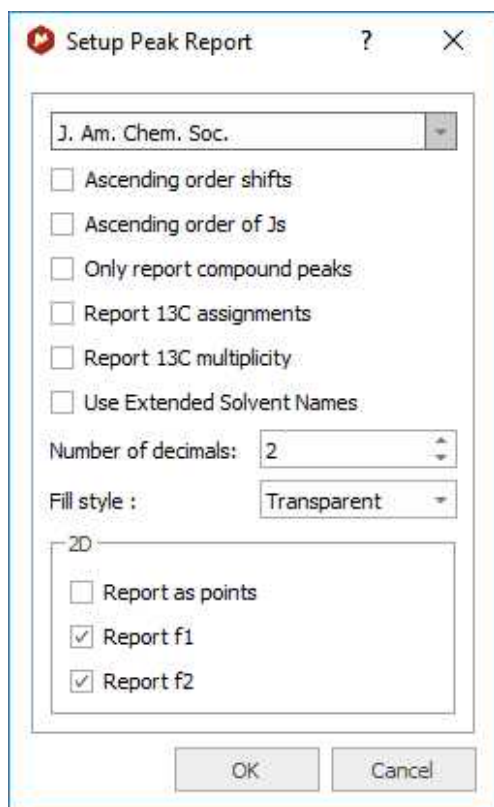 Setup Peak Report ?
J. Am. Chem. Soc.
Ascending order shifts
Ascending order of Js
Only report compound peaks
Report 13C assignments
Report 13C multiplicity
Use Extended Solvent Names
Number of decimals: 2
Fill style : Transparent
2D
Report as points
Report f1
Report f2
OK Cancel